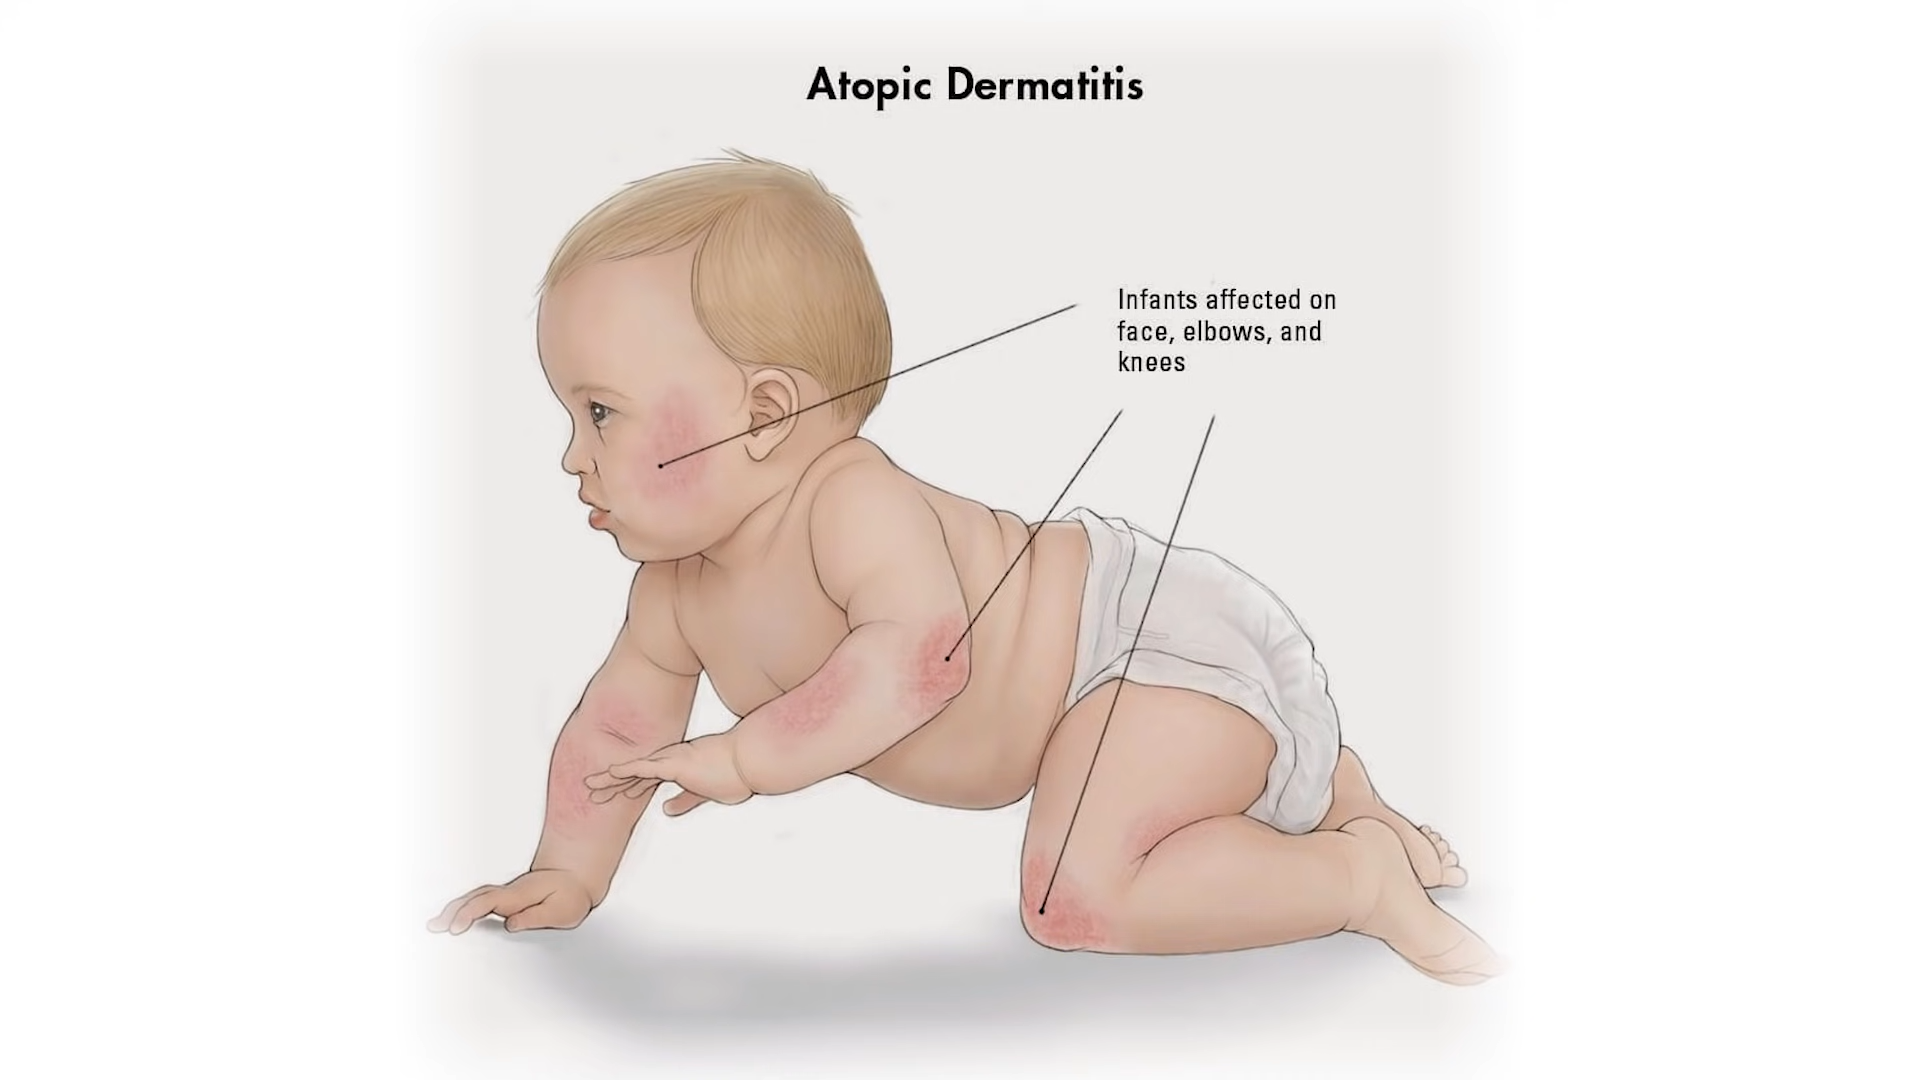 Atopic Dermatitis
Infants affected on
face, elbows, and
knees